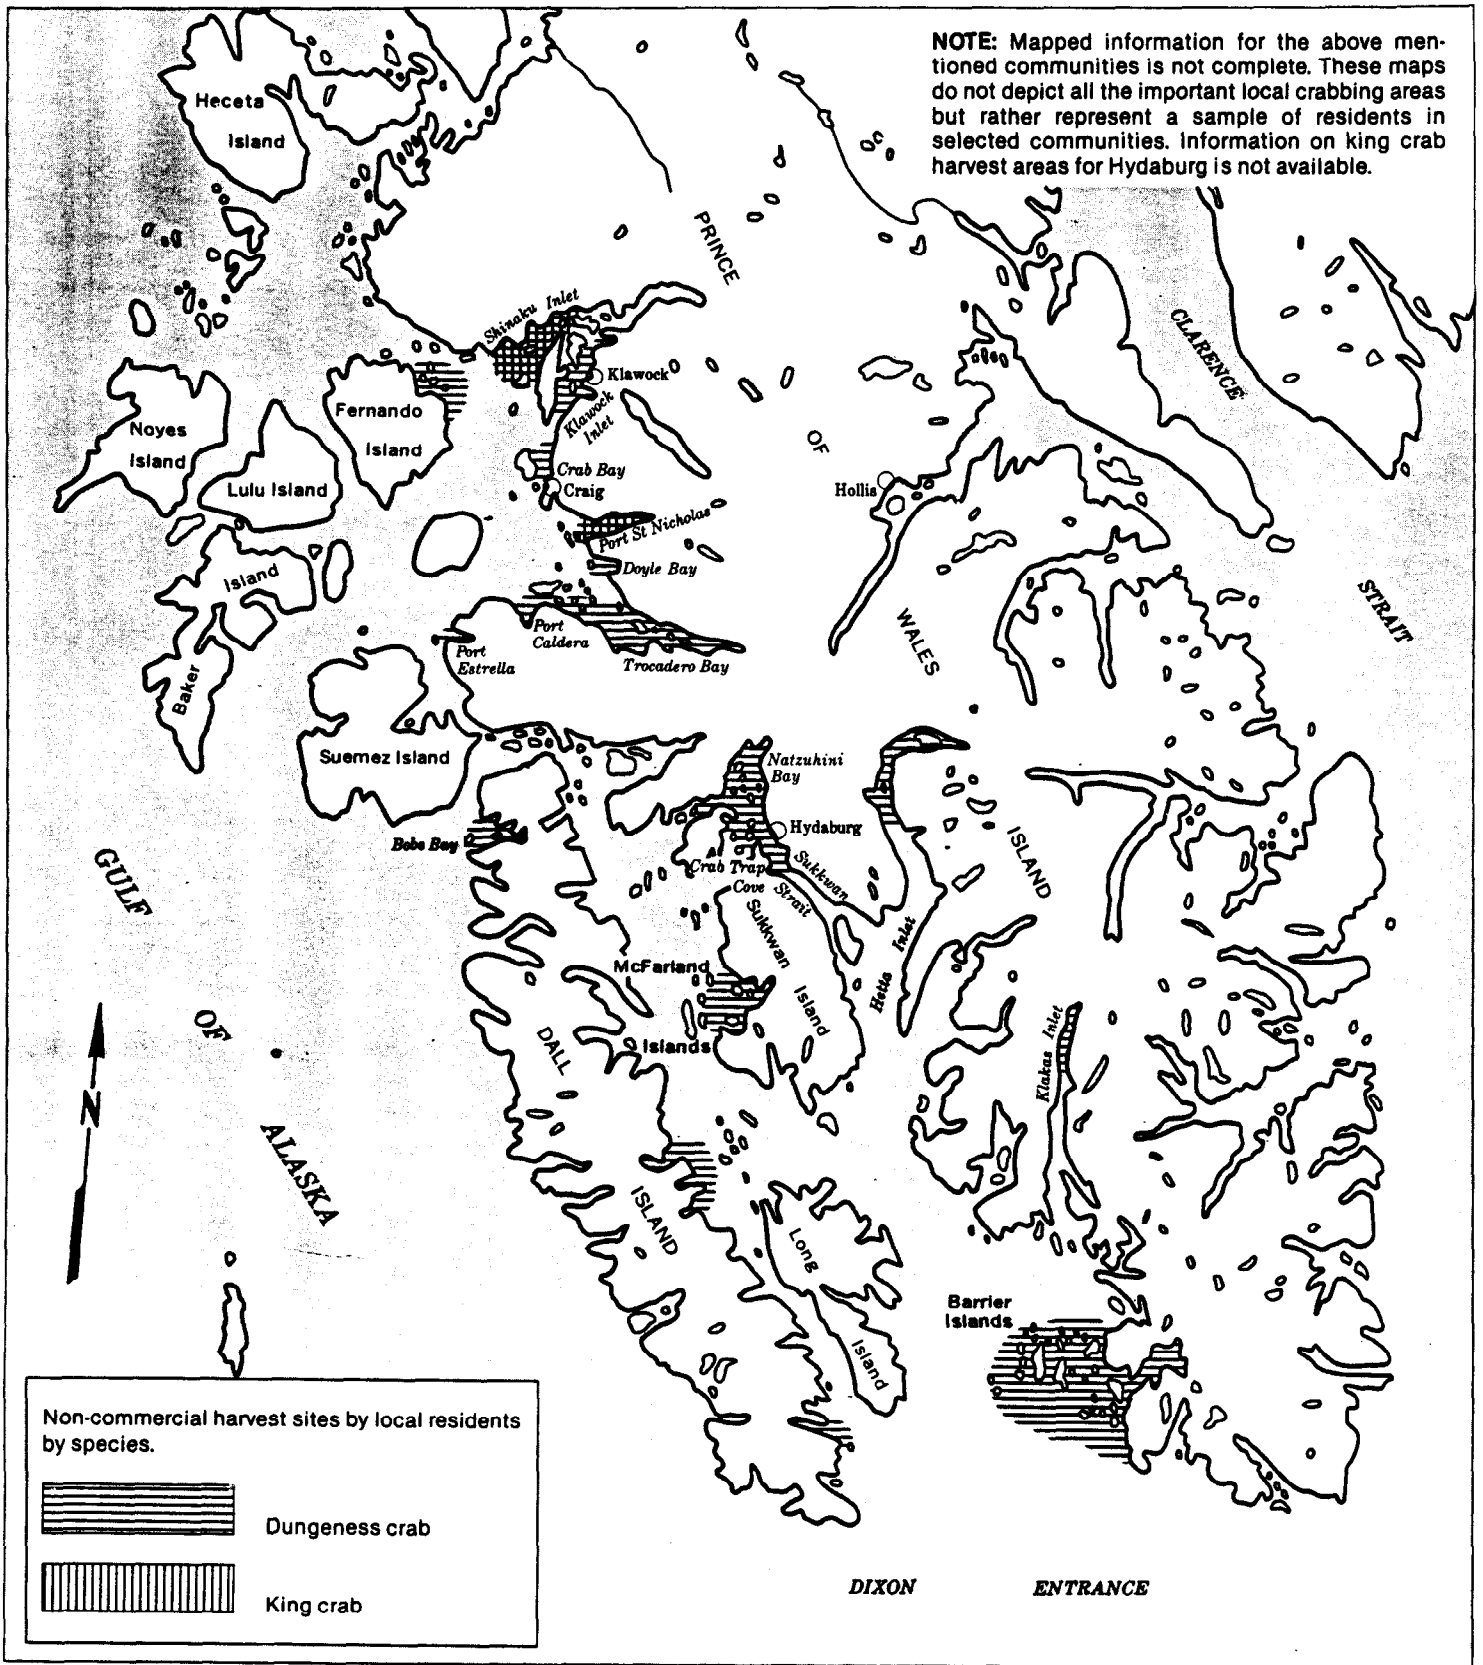 NOTE: Mapped information for the above men-
tioned communities is not complete. These maps
do not depict all the important local crabbing areas
but rather represent a sample of residents in
selected communities. Information on king crab
harvest areas for Hydaburg is not available.
Heceta
Island
PRINCE
Shinaku Inlet
CLARENCE
Klawock
Fernando
Island
Klawock
Inlet
Noyes
Island
OF
Crab Bay
Lulu Island
Craig
Hollis
Port St Nicholas
Doyle Bay
Island
STRAIT
WALES
Port
Caldera
Port
Estrella
Trocadero Bay
Baker
Suemez Island
Natzuhini
Bay
Hydaburg
ISLAND
Bobs Bay
Crab Trap
Cove
Sukkwan
Strait
GULF
Sukkwan
Island
Hetta Inlet
McFarland
Islands
OF
DALL
Klakas Inlet
N
ALASKA
ISLAND
Long
Island
Barrier
Islands
Non-commercial harvest sites by local residents
by species.
Dungeness crab
King crab
DIXON ENTRANCE